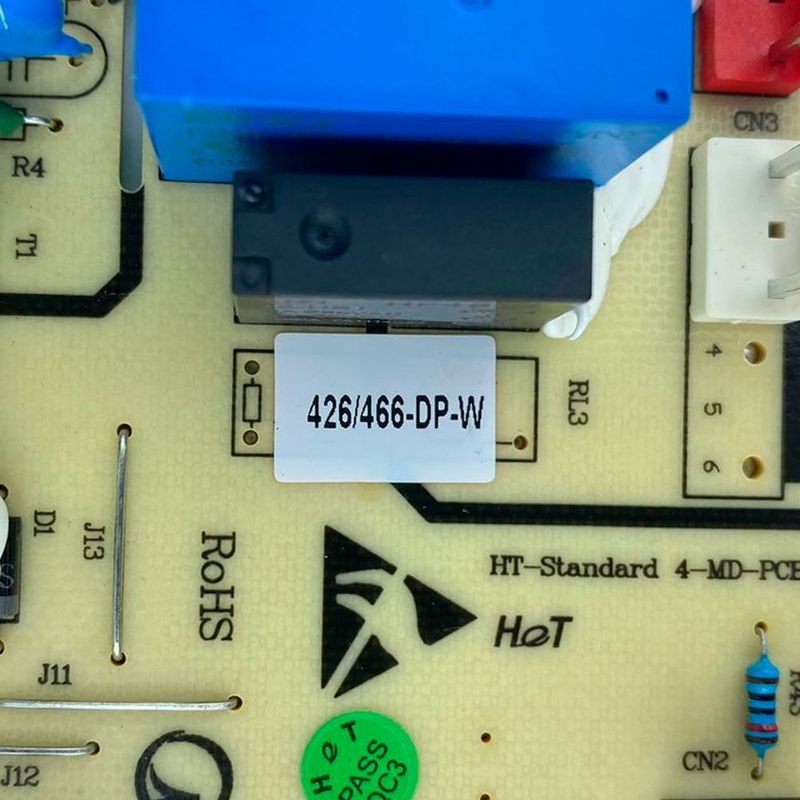 CN3
R4
T1
4
426/466-DP-W
RL3
5
6
D1
J13
RoHS
HT-Standard 4-MD-PCB
HeT
J11
R43
HeT
PASS
QC3
CN2
J12